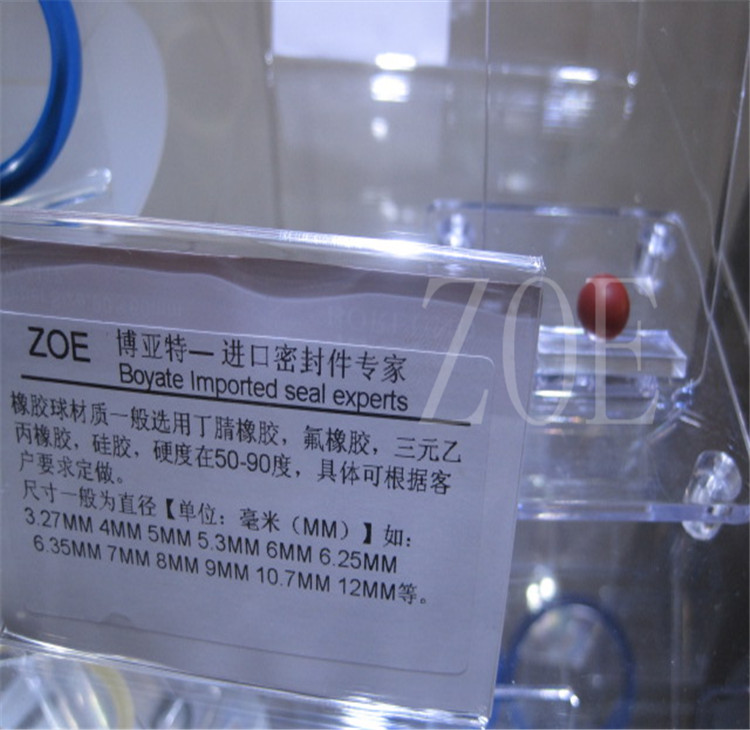 ZOE 博亚特一进口密封件专家
Boyate Imported seal experts
橡胶球材质一般选用丁腈橡胶，氟橡胶，三元乙
丙橡胶，硅胶，硬度在50-90度，具体可根据客
户要求定做。
尺寸一般为直径【单位：毫米（MM）】如：
3.27MM 4MM 5MM 5.3MM 6MM 6.25MM
6.35MM 7MM 8MM 9MM 10.7MM 12MM等。
ZOE